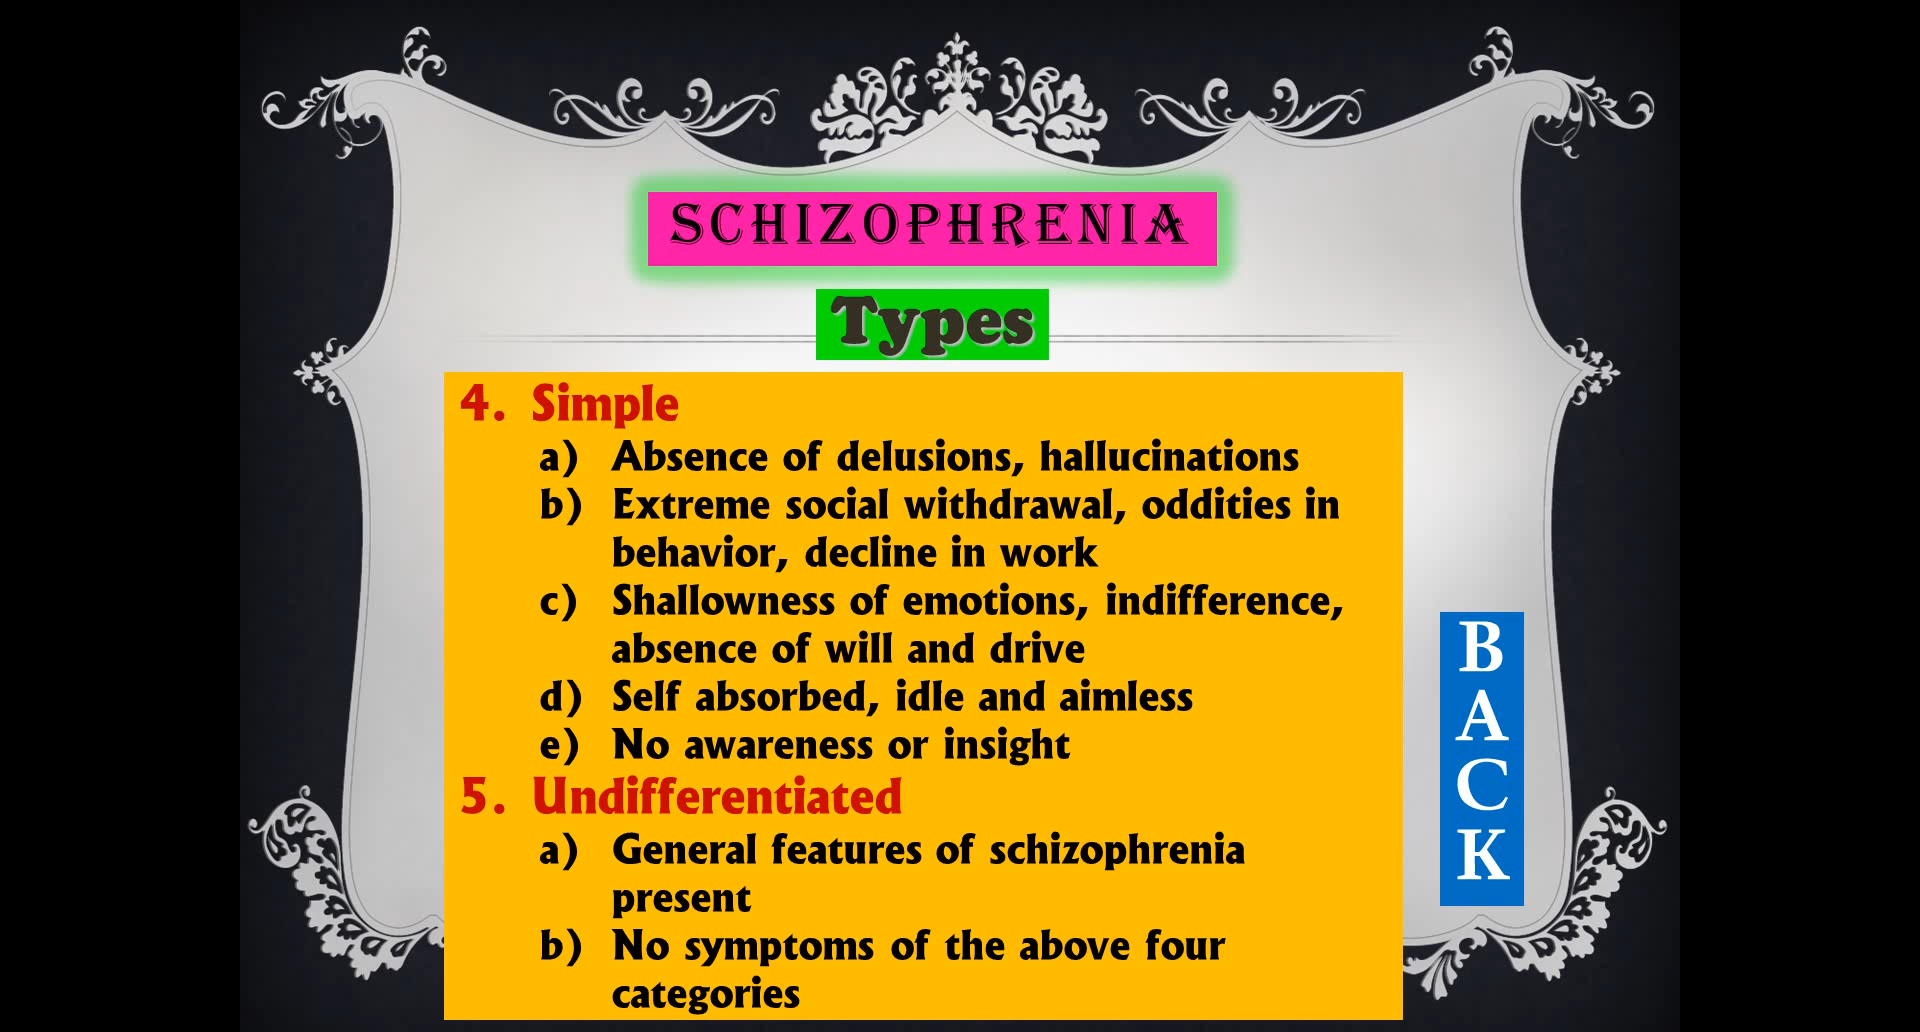 SCHIZOPHRENIA
Types
4. Simple
a) Absence of delusions, hallucinations
b) Extreme social withdrawal, oddities in
behavior, decline in work
c) Shallowness of emotions, indifference,
absence of will and drive
d) Self absorbed, idle and aimless
e) No awareness or insight
5. Undifferentiated
a) General features of schizophrenia
present
b) No symptoms of the above four
categories
BACK